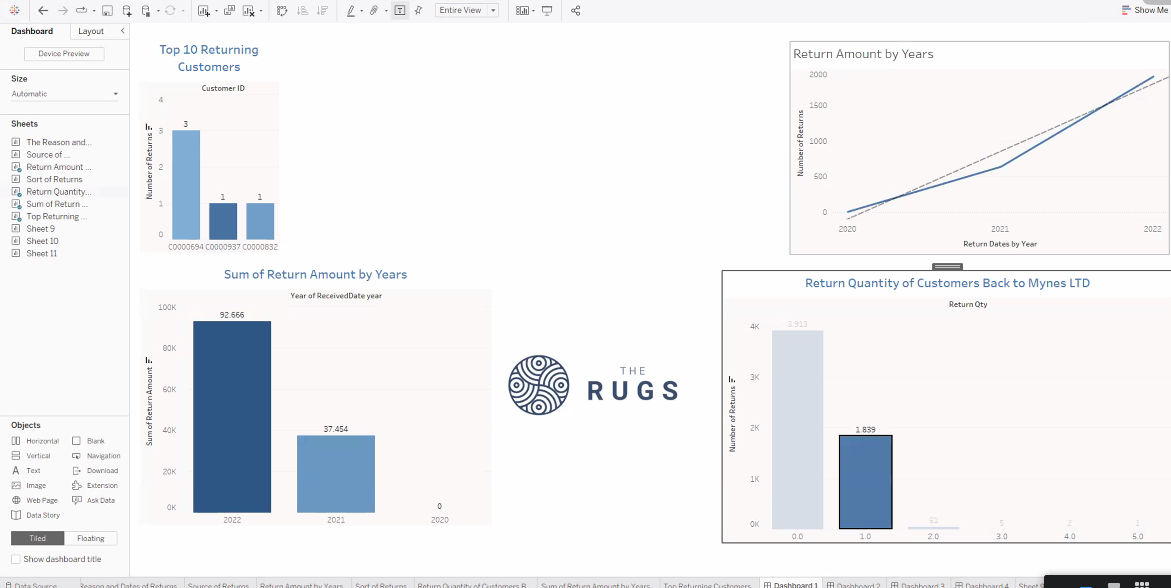 Entire View
Show Me
Dashboard
Layout
Device Preview
Size
Automatic
Sheets
The Reason and...
Source of ...
Return Amount ...
Sort of Returns
Return Quantity...
Sum of Return ...
Top Returning ...
Sheet 9
Sheet 10
Sheet 11
Objects
Horizontal
Blank
Vertical
Navigation
Text
Download
Image
Extension
Web Page
Ask Data
Data Story
Tiled
Floating
Show dashboard title
Top 10 Returning
Customers
Customer ID
Number of Returns
4
3
2
1
0
3
1
1
C0000694 C0000937 C0000832
Return Amount by Years
Number of Returns
2000
1500
1000
500
0
2020
2021
2022
Return Dates by Year
Sum of Return Amount by Years
Year of ReceivedDate year
Sum of Return Amount
100K
80K
60K
40K
20K
0K
92.666
37.454
0
2022
2021
2020
THE
RUGS
Return Quantity of Customers Back to Mynes LTD
Return Qty
Number of Returns
4K
3K
2K
1K
0K
3.913
1.839
5
2
1
0.0
1.0
2.0
3.0
4.0
5.0
Data Source
Reason and Dates of Returns
Source of Returns
Return Amount by Years
Sort of Returns
Return Quantity of Customers B...
Sum of Return Amount by Years
Top Returning Customers
Dashboard 1
Dashboard 2
Dashboard 3
Dashboard 4